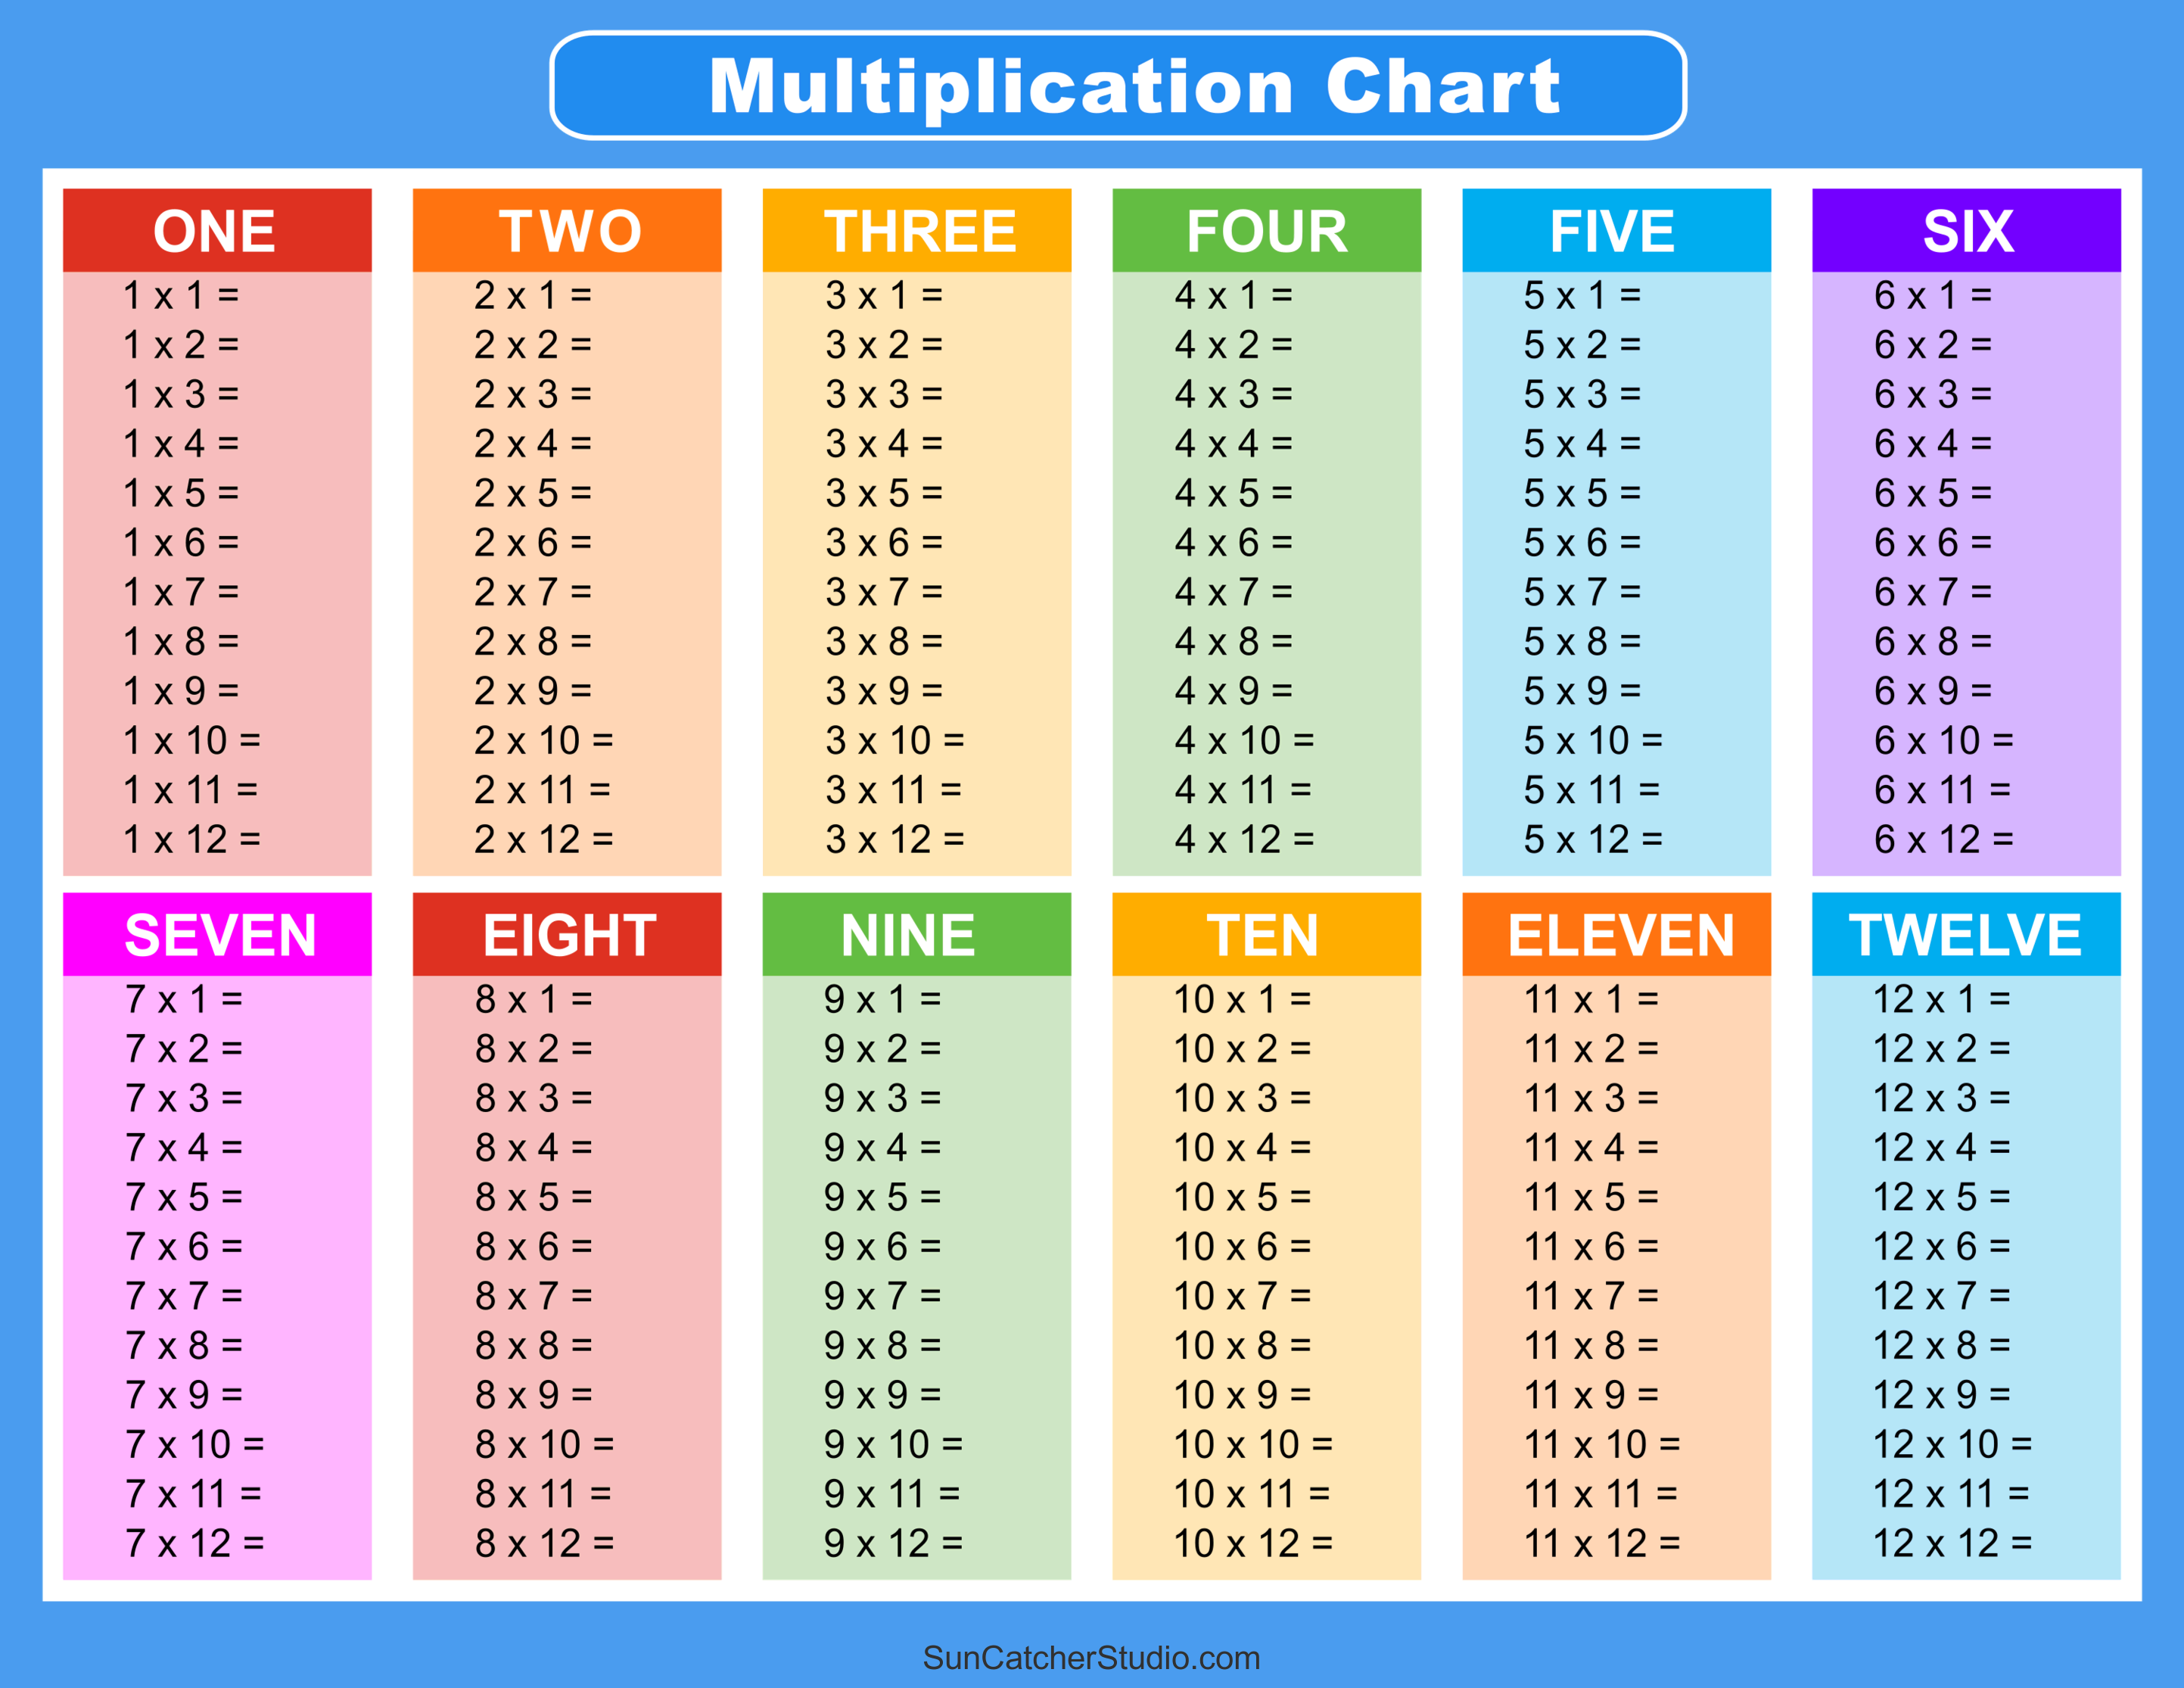 Multiplication Chart
ONE
1 x 1 =
1 x 2 =
1 x 3 =
1 x 4 =
1 x 5 =
1 x 6 =
1 x 7 =
1 x 8 =
1 x 9 =
1 x 10 =
1 x 11 =
1 x 12 =
TWO
2 x 1 =
2 x 2 =
2 x 3 =
2 x 4 =
2 x 5 =
2 x 6 =
2 x 7 =
2 x 8 =
2 x 9 =
2 x 10 =
2 x 11 =
2 x 12 =
THREE
3 x 1 =
3 x 2 =
3 x 3 =
3 x 4 =
3 x 5 =
3 x 6 =
3 x 7 =
3 x 8 =
3 x 9 =
3 x 10 =
3 x 11 =
3 x 12 =
FOUR
4 x 1 =
4 x 2 =
4 x 3 =
4 x 4 =
4 x 5 =
4 x 6 =
4 x 7 =
4 x 8 =
4 x 9 =
4 x 10 =
4 x 11 =
4 x 12 =
FIVE
5 x 1 =
5 x 2 =
5 x 3 =
5 x 4 =
5 x 5 =
5 x 6 =
5 x 7 =
5 x 8 =
5 x 9 =
5 x 10 =
5 x 11 =
5 x 12 =
SIX
6 x 1 =
6 x 2 =
6 x 3 =
6 x 4 =
6 x 5 =
6 x 6 =
6 x 7 =
6 x 8 =
6 x 9 =
6 x 10 =
6 x 11 =
6 x 12 =
SEVEN
7 x 1 =
7 x 2 =
7 x 3 =
7 x 4 =
7 x 5 =
7 x 6 =
7 x 7 =
7 x 8 =
7 x 9 =
7 x 10 =
7 x 11 =
7 x 12 =
EIGHT
8 x 1 =
8 x 2 =
8 x 3 =
8 x 4 =
8 x 5 =
8 x 6 =
8 x 7 =
8 x 8 =
8 x 9 =
8 x 10 =
8 x 11 =
8 x 12 =
NINE
9 x 1 =
9 x 2 =
9 x 3 =
9 x 4 =
9 x 5 =
9 x 6 =
9 x 7 =
9 x 8 =
9 x 9 =
9 x 10 =
9 x 11 =
9 x 12 =
TEN
10 x 1 =
10 x 2 =
10 x 3 =
10 x 4 =
10 x 5 =
10 x 6 =
10 x 7 =
10 x 8 =
10 x 9 =
10 x 10 =
10 x 11 =
10 x 12 =
ELEVEN
11 x 1 =
11 x 2 =
11 x 3 =
11 x 4 =
11 x 5 =
11 x 6 =
11 x 7 =
11 x 8 =
11 x 9 =
11 x 10 =
11 x 11 =
11 x 12 =
TWELVE
12 x 1 =
12 x 2 =
12 x 3 =
12 x 4 =
12 x 5 =
12 x 6 =
12 x 7 =
12 x 8 =
12 x 9 =
12 x 10 =
12 x 11 =
12 x 12 =
SunCatcherStudio.com